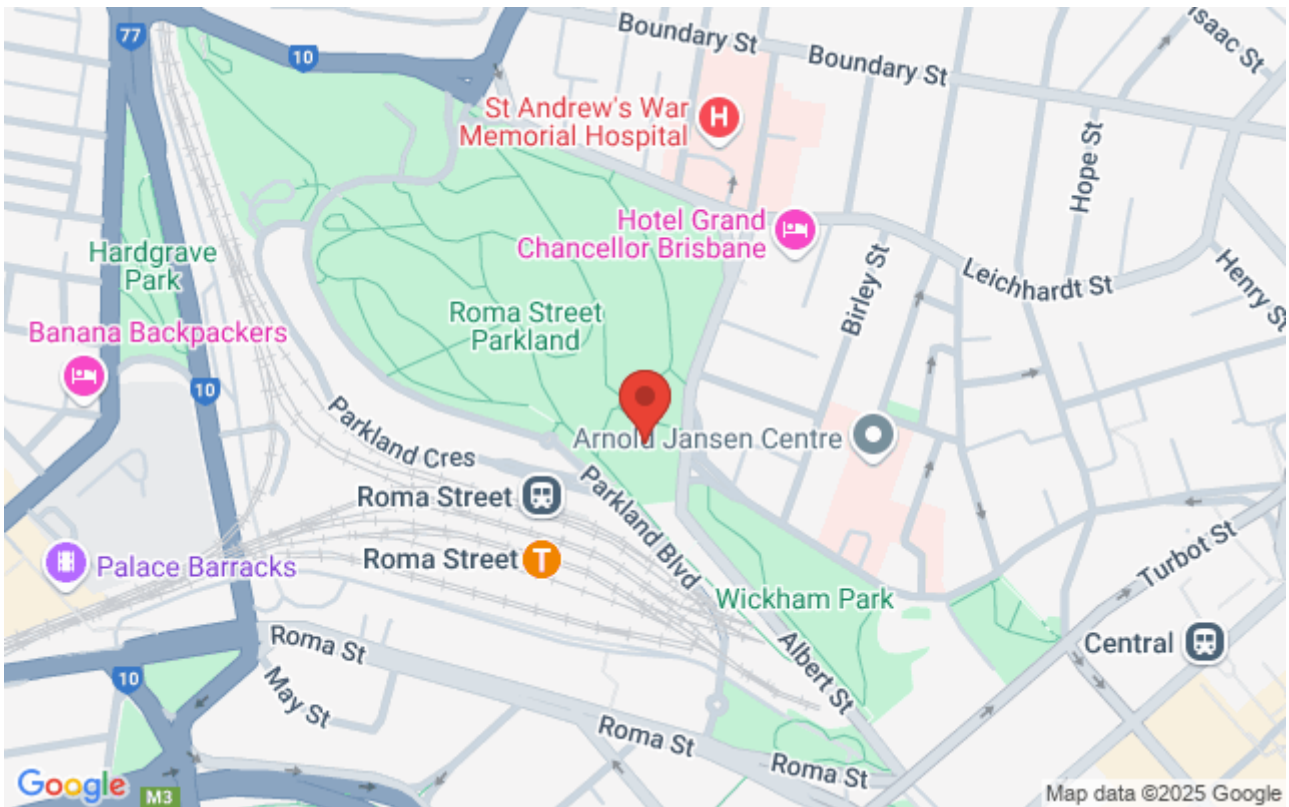 77
10
Boundary St
Boundary St
Isaac St
St Andrew's War
Memorial Hospital
H
Hope St
Hotel Grand
Chancellor Brisbane
Hardgrave
Park
Birley St
Leichhardt St
Henry St
Roma Street
Parkland
Banana Backpackers
10
Parkland Cres
Arnold Jansen Centre
Roma Street
Parkland Blvd
Roma Street
T
Palace Barracks
Turbot St
Wickham Park
Roma St
Albert St
Central
10
May St
Roma St
Roma St
Google
M3
Map data ©2025 Google